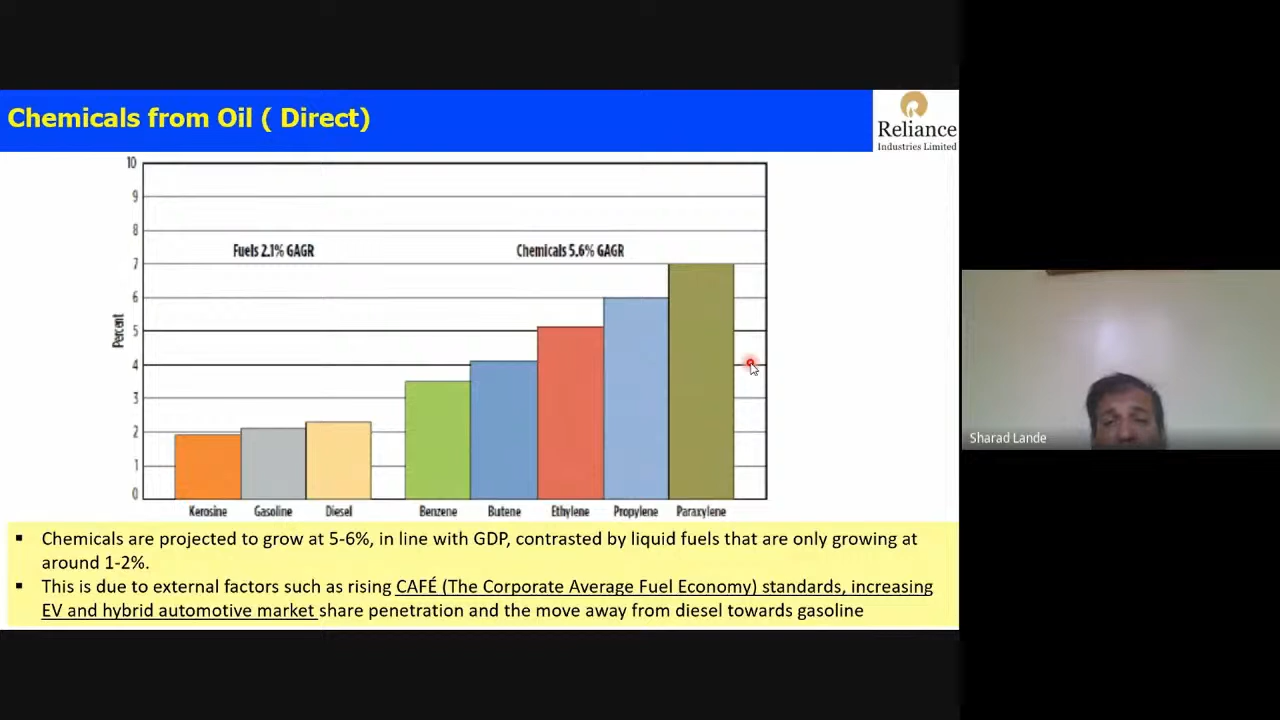 Chemicals from Oil ( Direct)
Reliance
Industries Limited
10
9
8
7
6
5
4
3
2
1
0
Percent
Fuels 2.1% GAGR
Chemicals 5.6% GAGR
Kerosine Gasoline Diesel Benzene Butene Ethylene Propylene Paraxylene
▪ Chemicals are projected to grow at 5-6%, in line with GDP, contrasted by liquid fuels that are only growing at
around 1-2%.
▪ This is due to external factors such as rising CAFÉ (The Corporate Average Fuel Economy) standards, increasing
EV and hybrid automotive market share penetration and the move away from diesel towards gasoline
Sharad Lande